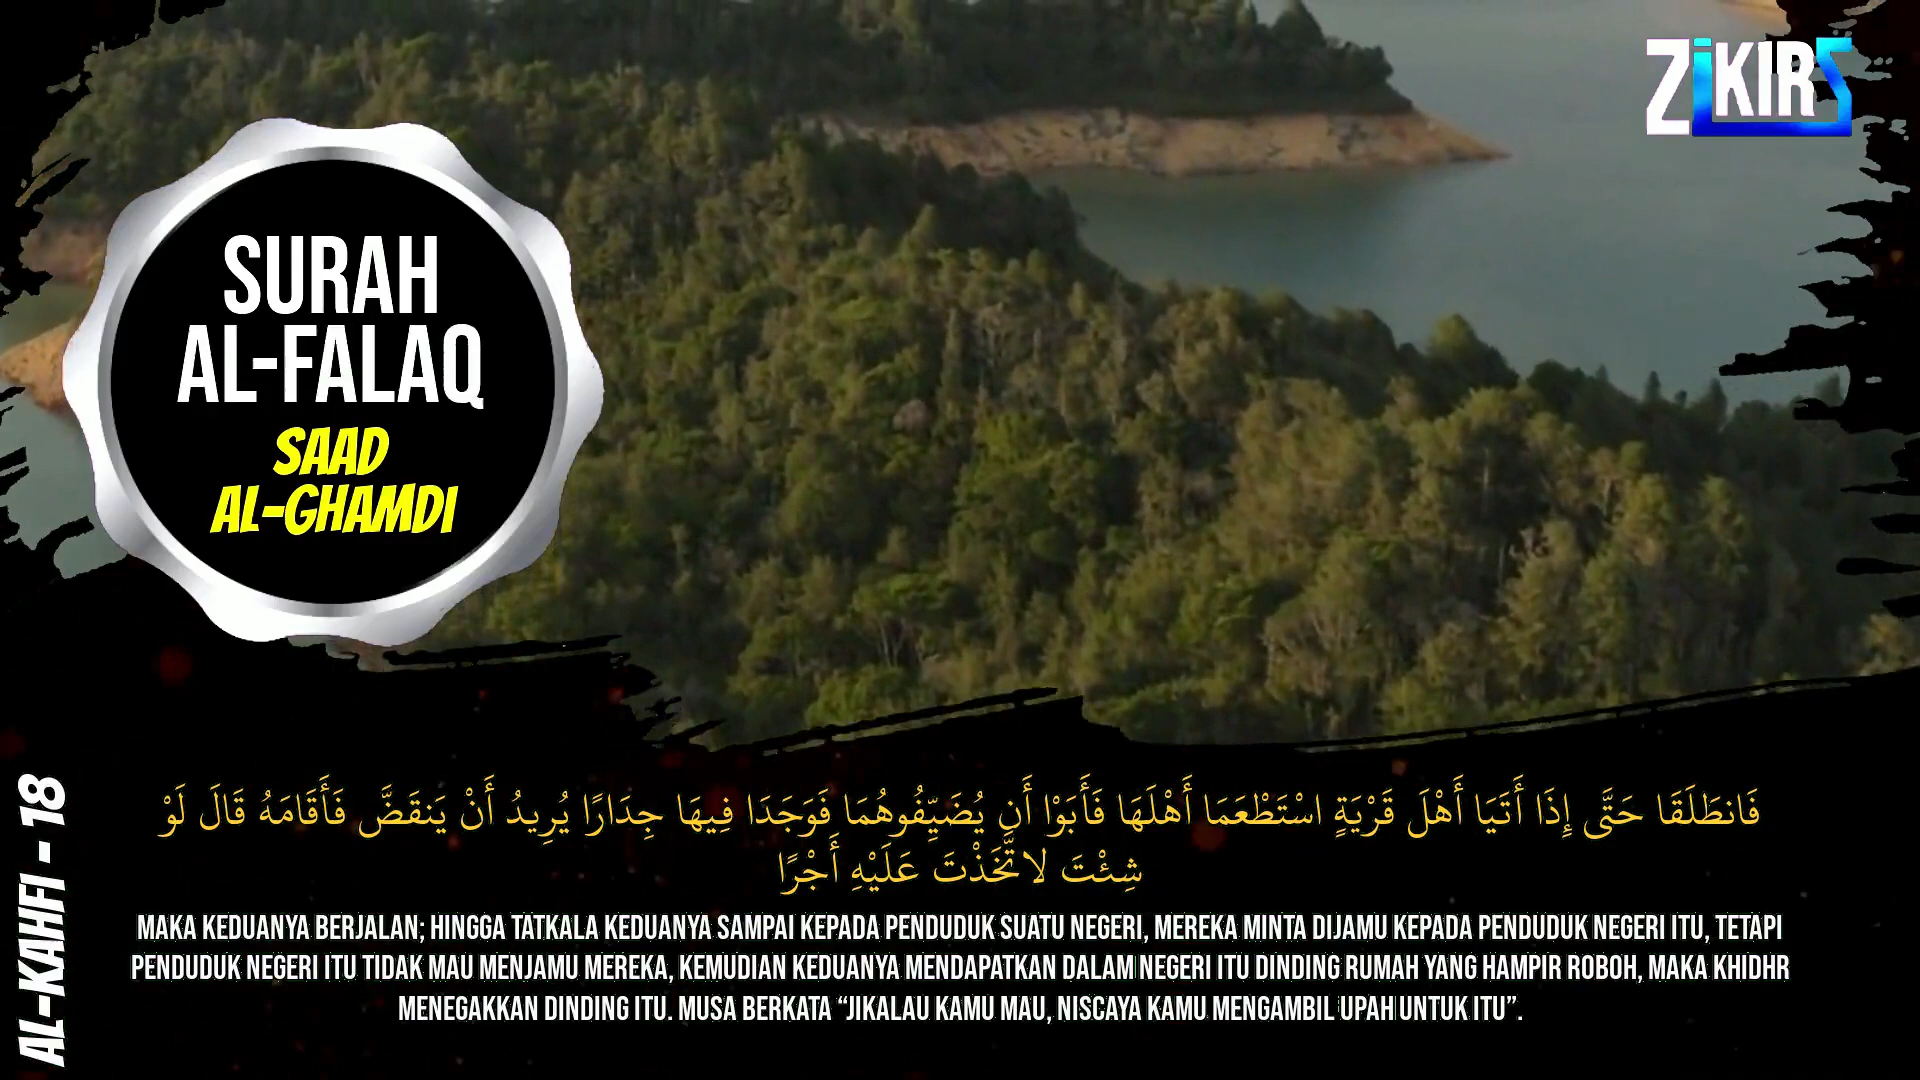 ZiKIRS
SURAH
AL-FALAQ
SAAD
AL-GHAMDI
AL-KAHFI - 18
فَانطَلَقَا حَتَّى إِذَا أَتَيَا أَهْلَ قَرْيَةٍ اسْتَطْعَمَا أَهْلَهَا فَأَبَوْا أَن يُضَيِّفُوهُمَا فَوَجَدَا فِيهَا جِدَارًا يُرِيدُ أَنْ يَنقَضَّ فَأَقَامَهُ قَالَ لَوْ
شِئْتَ لاتَّخَذْتَ عَلَيْهِ أَجْرًا
MAKA KEDUANYA BERJALAN; HINGGA TATKALA KEDUANYA SAMPAI KEPADA PENDUDUK SUATU NEGERI, MEREKA MINTA DIJAMU KEPADA PENDUDUK NEGERI ITU, TETAPI
PENDUDUK NEGERI ITU TIDAK MAU MENJAMU MEREKA, KEMUDIAN KEDUANYA MENDAPATKAN DALAM NEGERI ITU DINDING RUMAH YANG HAMPIR ROBOH, MAKA KHIDHR
MENEGAKKAN DINDING ITU. MUSA BERKATA “JIKALAU KAMU MAU, NISCAYA KAMU MENGAMBIL UPAH UNTUK ITU”.